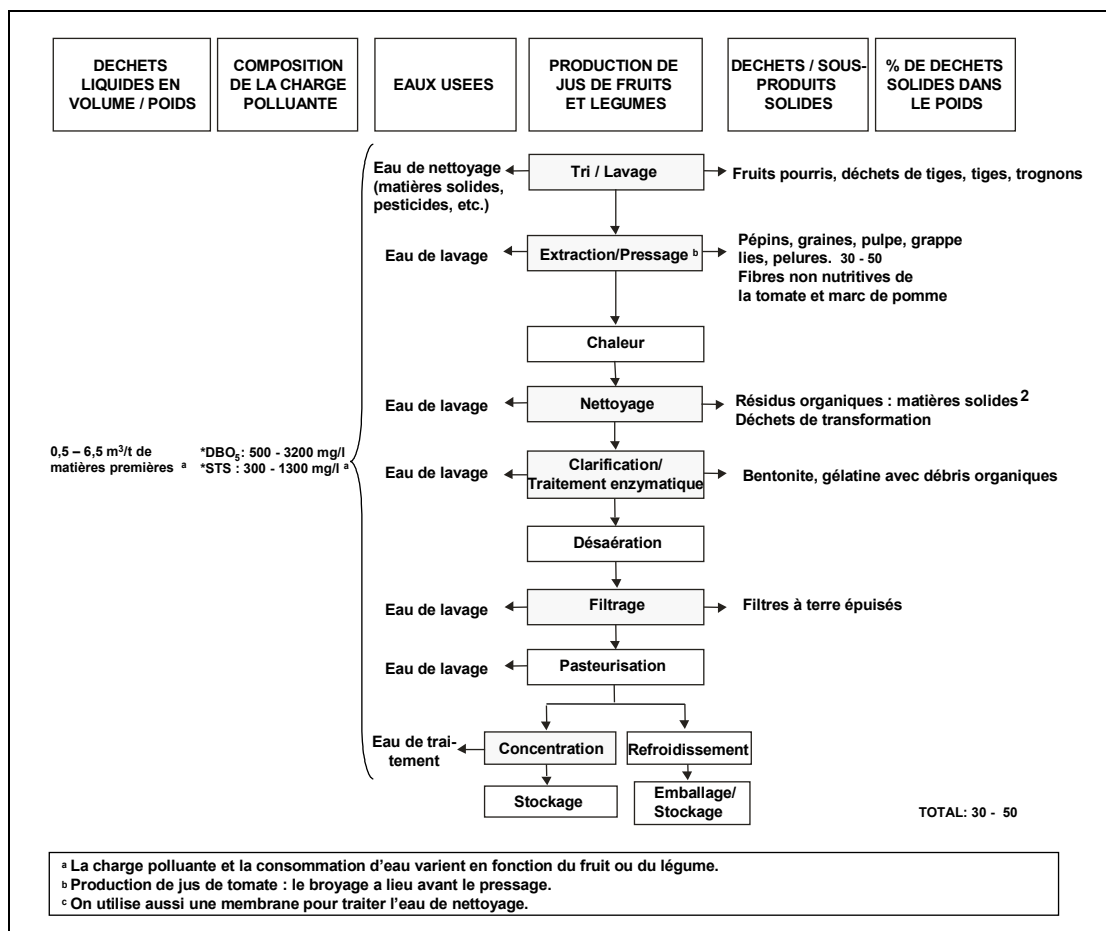 DECHETS
LIQUIDES EN
VOLUME / POIDS
COMPOSITION
DE LA CHARGE
POLLUANTE
EAUX USEES
PRODUCTION DE
JUS DE FRUITS
ET LEGUMES
DECHETS / SOUS-
PRODUITS
SOLIDES
% DE DECHETS
SOLIDES DANS
LE POIDS
Eau de nettoyage
(matières solides,
pesticides, etc.)
Tri / Lavage
Fruits pourris, déchets de tiges, tiges, trognons
Eau de lavage
Extraction/Pressage b
Pépins, graines, pulpe, grappe
lies, pelures. 30 - 50
Fibres non nutritives de
la tomate et marc de pomme
Chaleur
Eau de lavage
Nettoyage
Résidus organiques : matières solides2
Déchets de transformation
0,5 – 6,5 m3/t de
matières premières a
*DBO5: 500 - 3200 mg/l
*STS : 300 - 1300 mg/l a
Eau de lavage
Clarification/
Traitement enzymatique
Bentonite, gélatine avec débris organiques
Désaération
Eau de lavage
Filtrage
Filtres à terre épuisés
Eau de lavage
Pasteurisation
Eau de trai-
tement
Concentration
Refroidissement
Stockage
Emballage/
Stockage
TOTAL: 30 - 50
a La charge polluante et la consommation d'eau varient en fonction du fruit ou du légume.
b Production de jus de tomate : le broyage a lieu avant le pressage.
c On utilise aussi une membrane pour traiter l'eau de nettoyage.